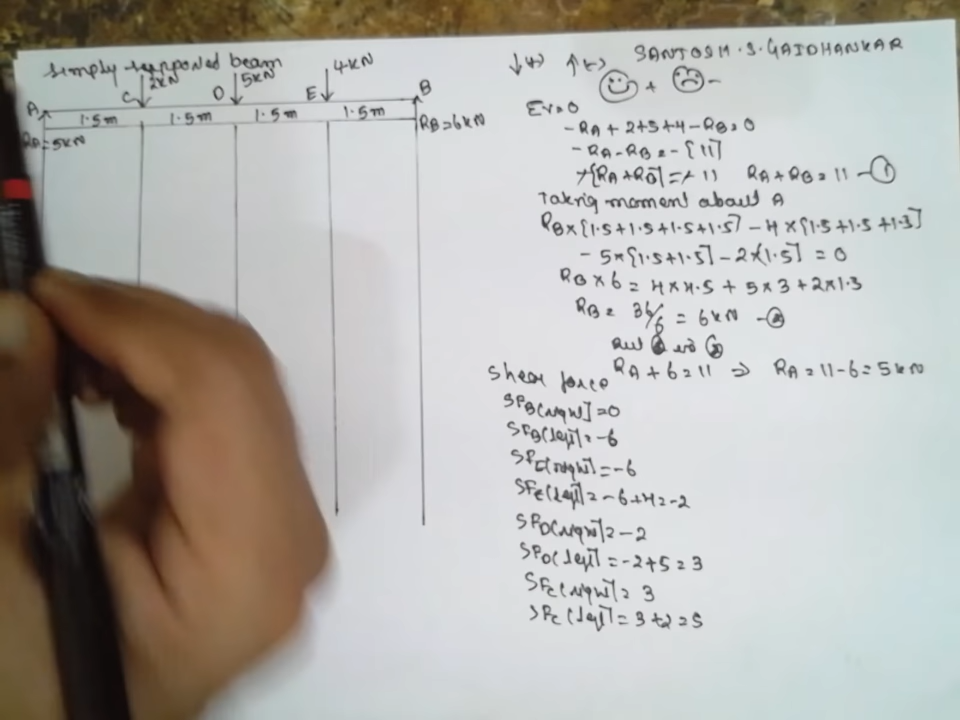 simply supported beam
2kN 5kN 4kN
A C D E B
1.5m 1.5m 1.5m 1.5m
RA=5kN RB=6kN
↓(+) ↑(-) SANTOSH.S.GAIDHANKAR
+ -
Σv=0
-RA+2+5+4-RB=0
-RA-RB=-[11]
+[RA+RB]=+11 RA+RB=11-①
Taking moment about A
RB×[1.5+1.5+1.5+1.5]-4×[1.5+1.5+1.5]
-5×[1.5+1.5]-2×[1.5]=0
RB×6=4×4.5+5×3+2×1.5
RB=36/6=6kN-②
RA+6=11 ⇒ RA=11-6=5kN
Shear force
SFB[right]=0
SFB[left]=-6
SFE[right]=-6
SFE[left]=-6+4=-2
SFD[right]=-2
SFD[left]=-2+5=3
SFC[right]=3
SFC[left]=3+2=5